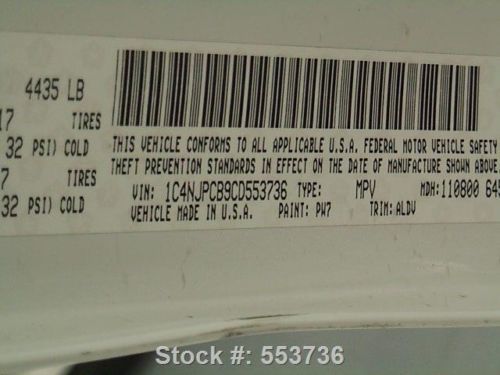 4435 LB
17 TIRES
32 PSI) COLD
7 TIRES
32 PSI) COLD
THIS VEHICLE CONFORMS TO ALL APPLICABLE U.S.A. FEDERAL MOTOR VEHICLE SAFETY
THEFT PREVENTION STANDARDS IN EFFECT ON THE DATE OF MANUFACTURE SHOWN ABOVE.
VIN: 1C4NJPCB9CD553736 TYPE: MPV MDH:110800 645
VEHICLE MADE IN U.S.A. PAINT: PW7 TRIM:ALDV
Stock #: 553736